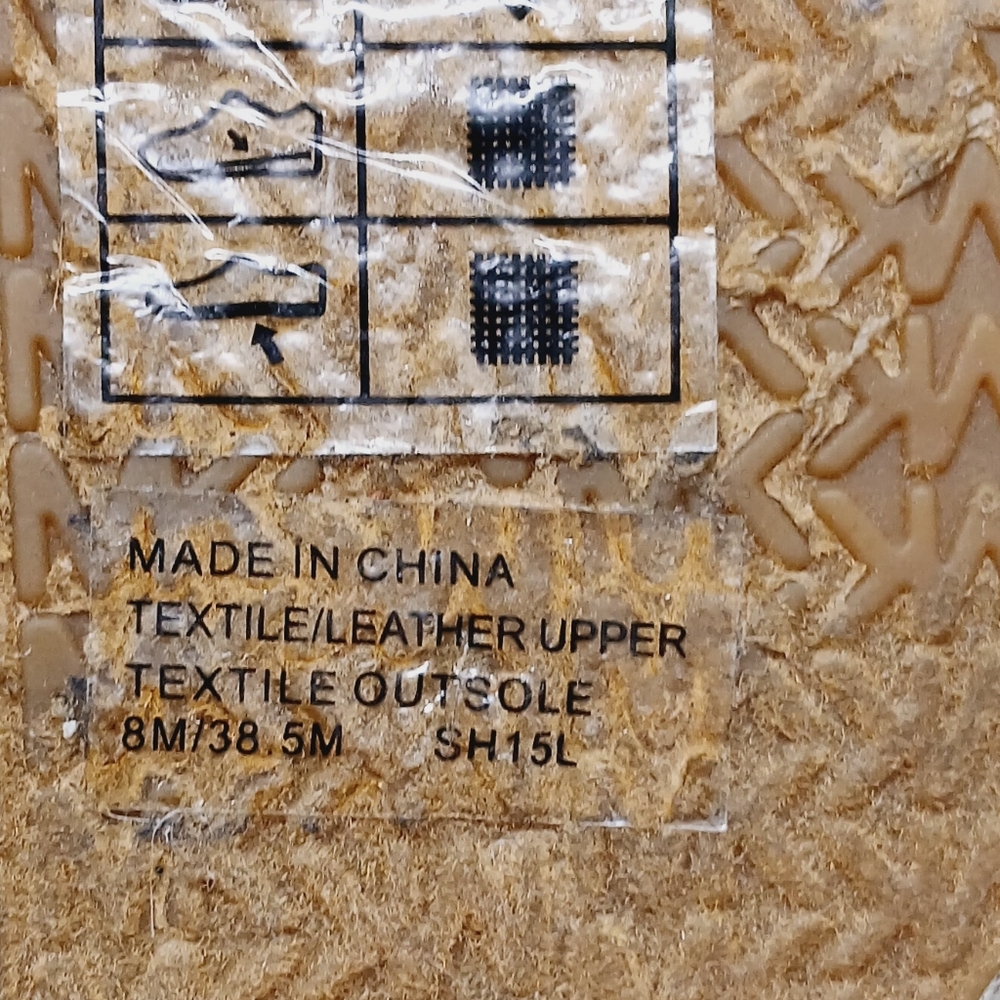 MADE IN CHINA
TEXTILE/LEATHER UPPER
TEXTILE OUTSOLE
8M/38.5M SH15L